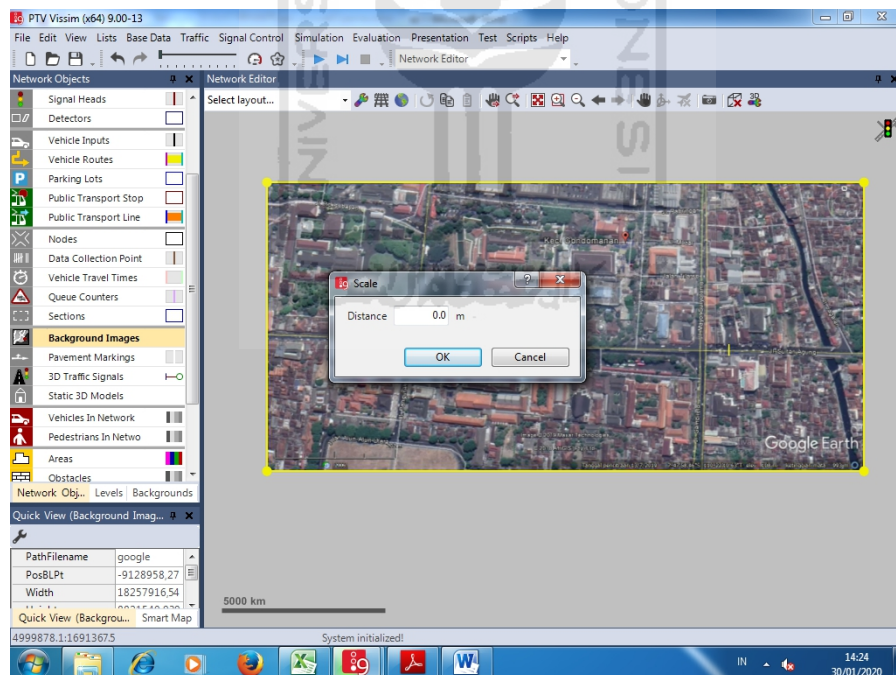 PTV Vissim (x64) 9.00-13
File Edit View Lists Base Data Traffic Signal Control Simulation Evaluation Presentation Test Scripts Help
Network Editor
Network Objects
Network Editor
Select layout...
Signal Heads
Detectors
Vehicle Inputs
Vehicle Routes
Parking Lots
Public Transport Stop
Public Transport Line
Nodes
Data Collection Point
Vehicle Travel Times
Queue Counters
Sections
Background Images
Pavement Markings
3D Traffic Signals
Static 3D Models
Vehicles In Network
Pedestrians In Netwo
Areas
Obstacles
Network Obj... Levels Backgrounds
Scale
Distance 0.0 m
OK Cancel
Google Earth
Quick View (Background Imag...
PathFilename google
PosBLPt -9128958,27
Width 18257916,54
Quick View (Backgrou... Smart Map
5000 km
4999878.1:1691367.5 System initialized!
IN 14:24
30/01/2020